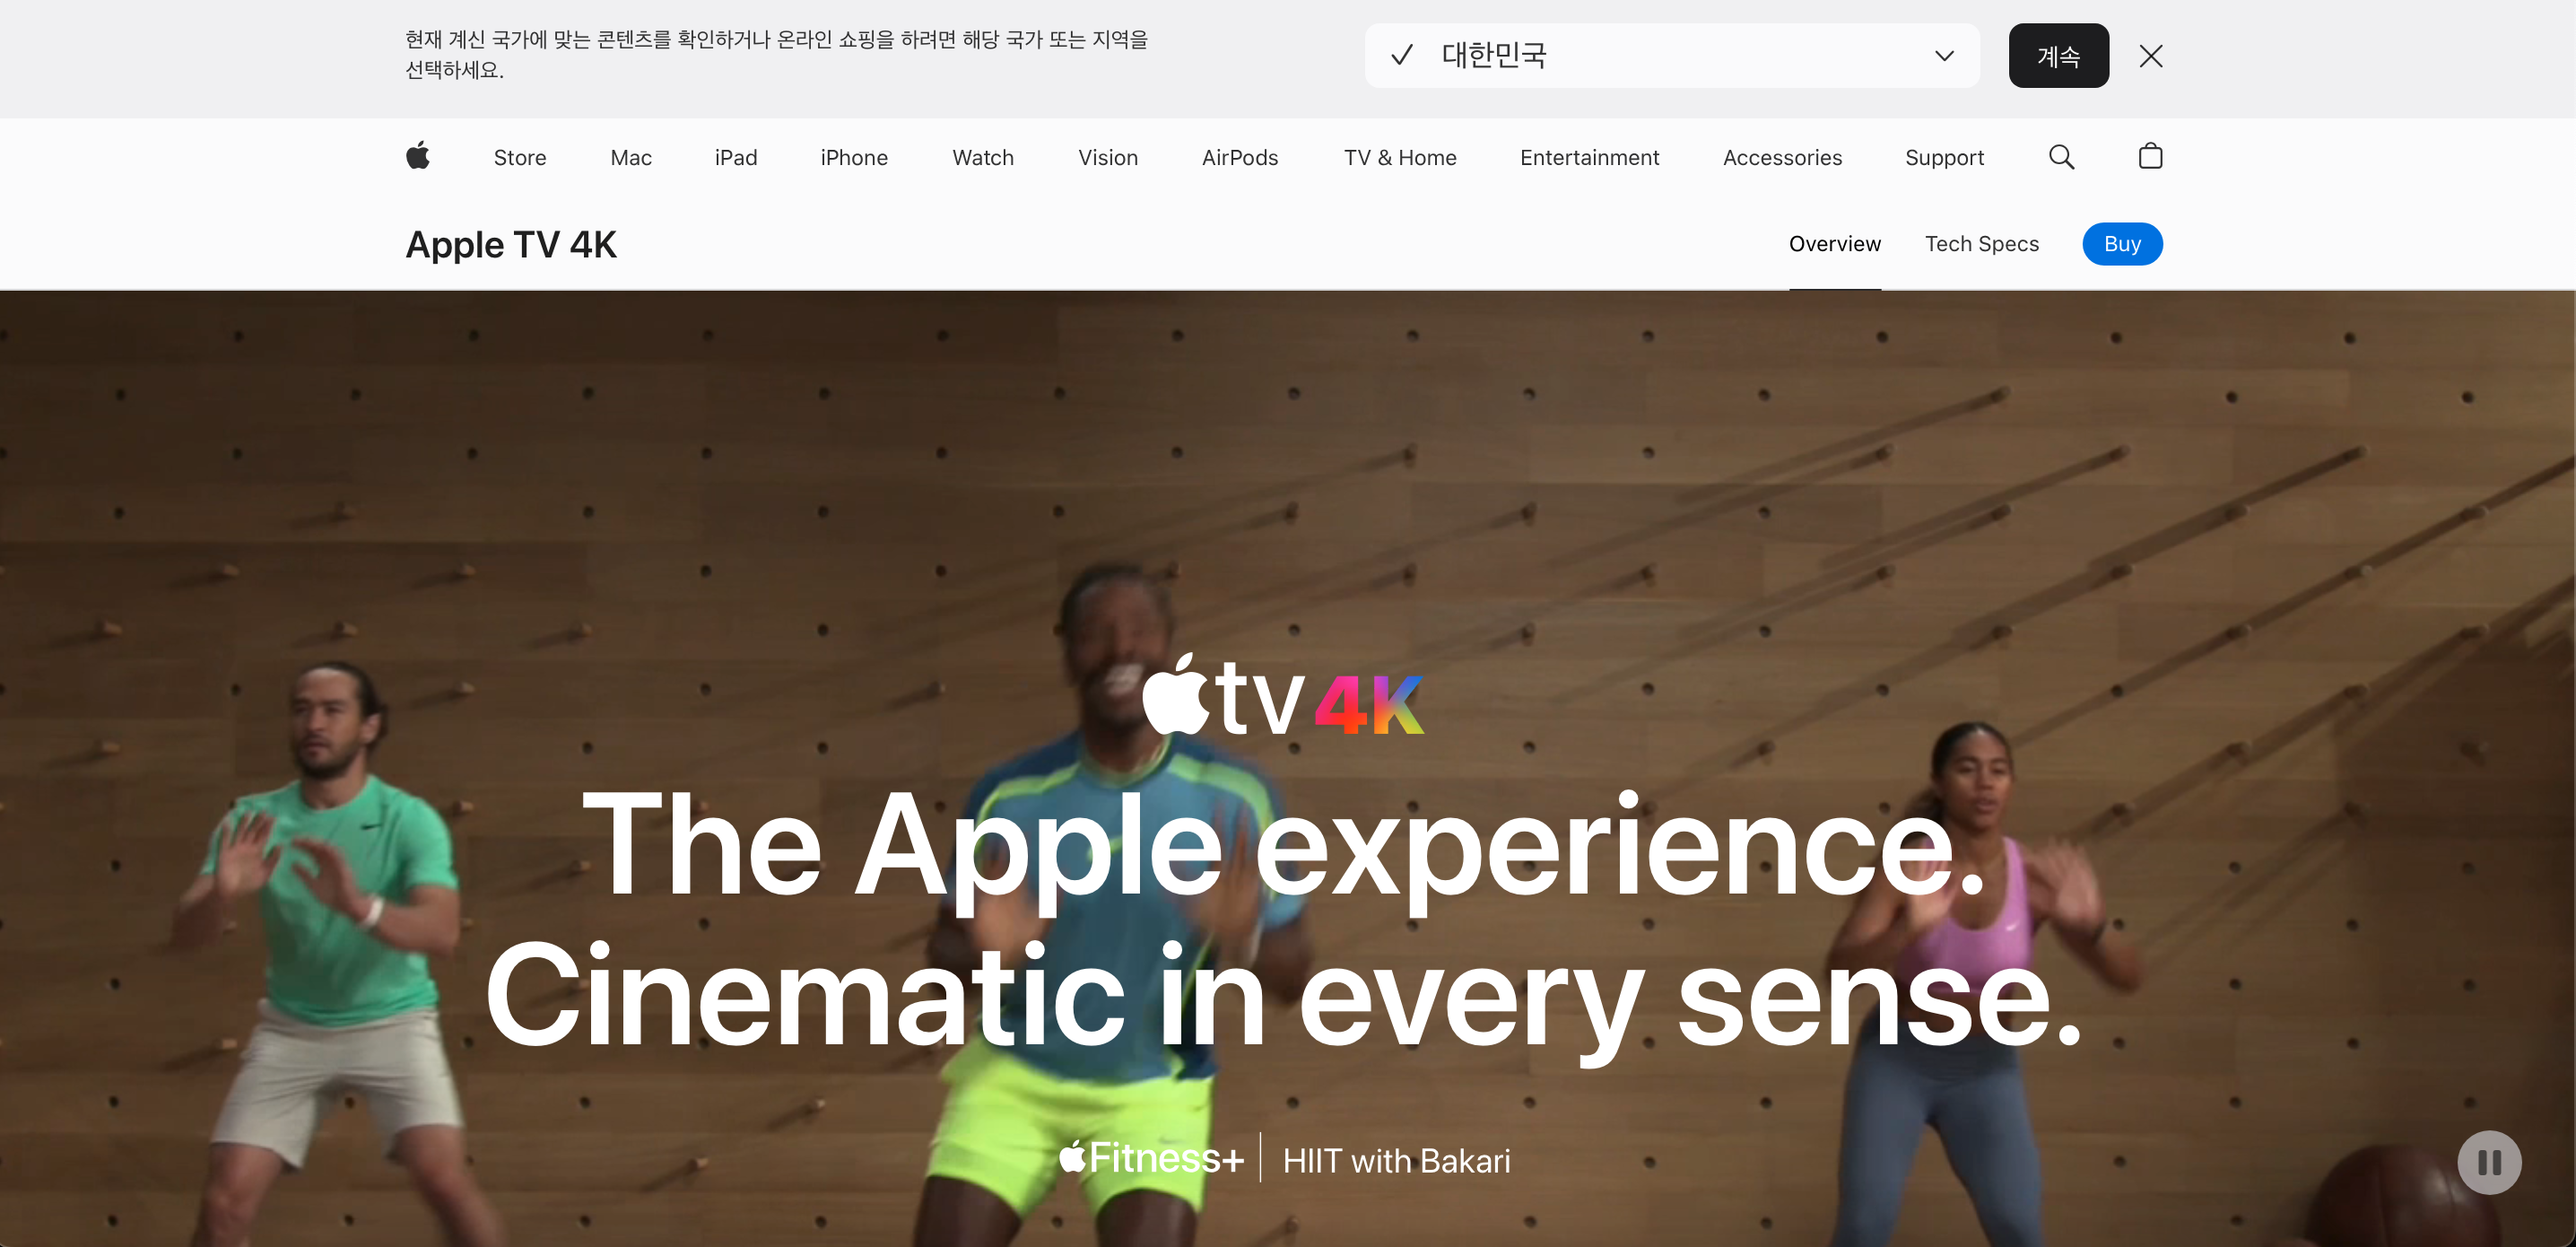 현재 계신 국가에 맞는 콘텐츠를 확인하거나 온라인 쇼핑을 하려면 해당 국가 또는 지역을
선택하세요.
대한민국
계속
Store Mac iPad iPhone Watch Vision AirPods TV & Home Entertainment Accessories Support
Apple TV 4K
Overview Tech Specs Buy
tv 4K
The Apple experience.
Cinematic in every sense.
Fitness+ | HIIT with Bakari